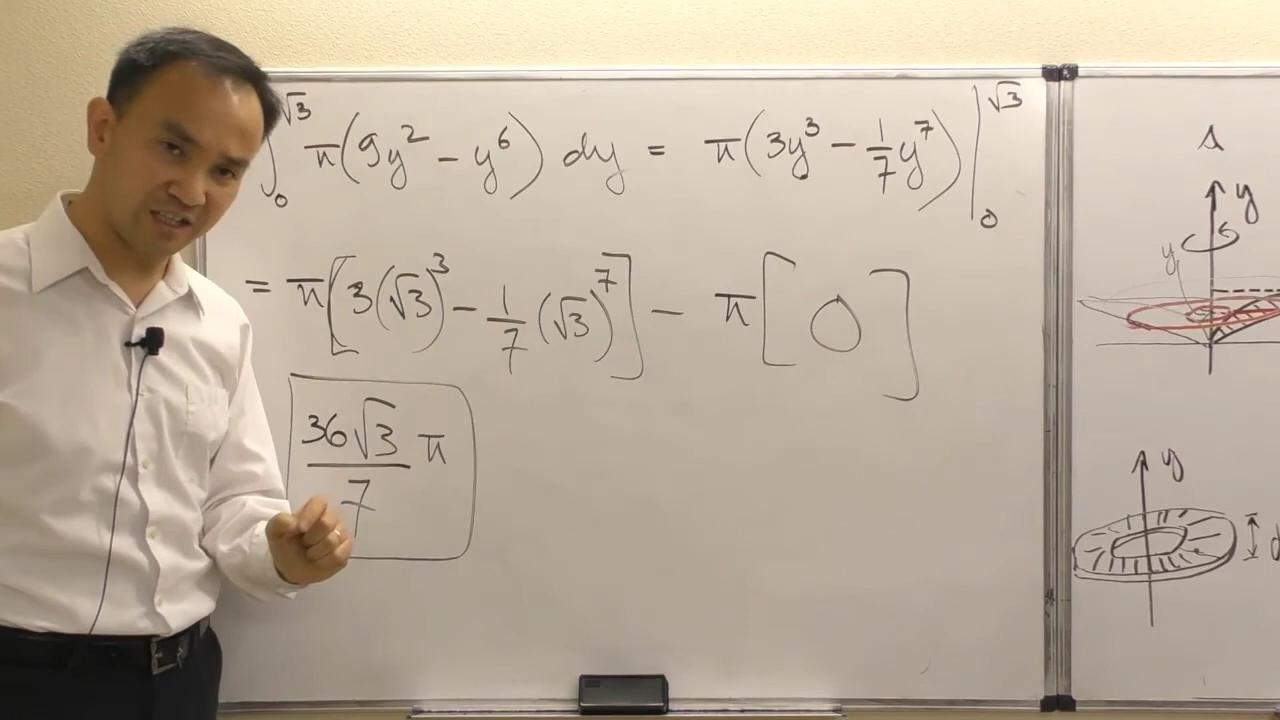 ∫₀^√3 π(9y² − y⁶) dy = π(3y³ − 1/7 y⁷) |₀^√3
= π[3(√3)³ − 1/7 (√3)⁷] − π[0]
36√3/7 π
y
y
y